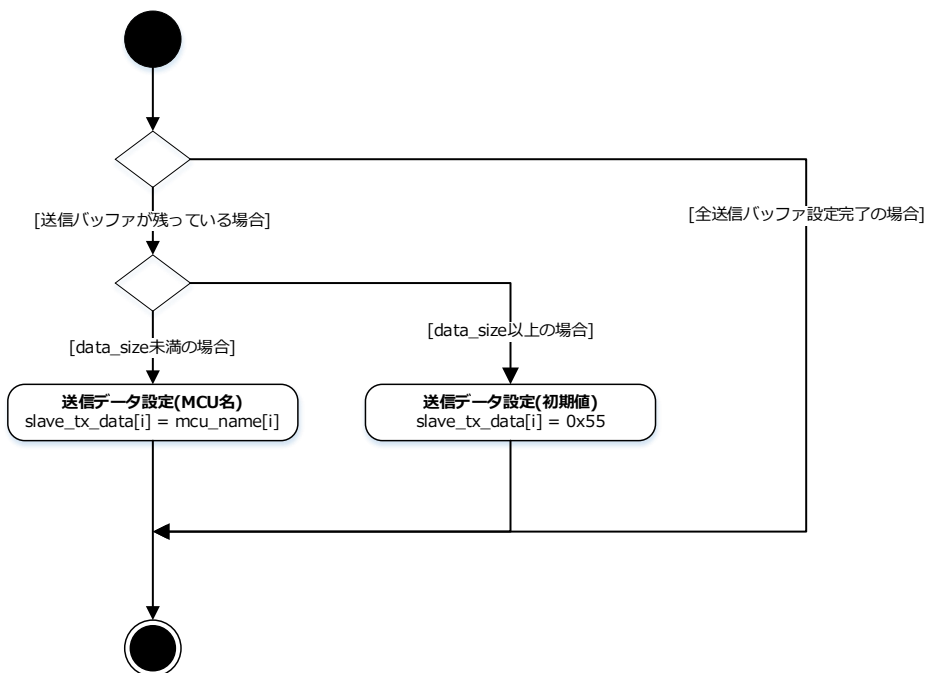 [送信バッファが残っている場合]
[全送信バッファ設定完了の場合]
[data_size未満の場合]
[data_size以上の場合]
送信データ設定(MCU名)
slave_tx_data[i] = mcu_name[i]
送信データ設定(初期値)
slave_tx_data[i] = 0x55